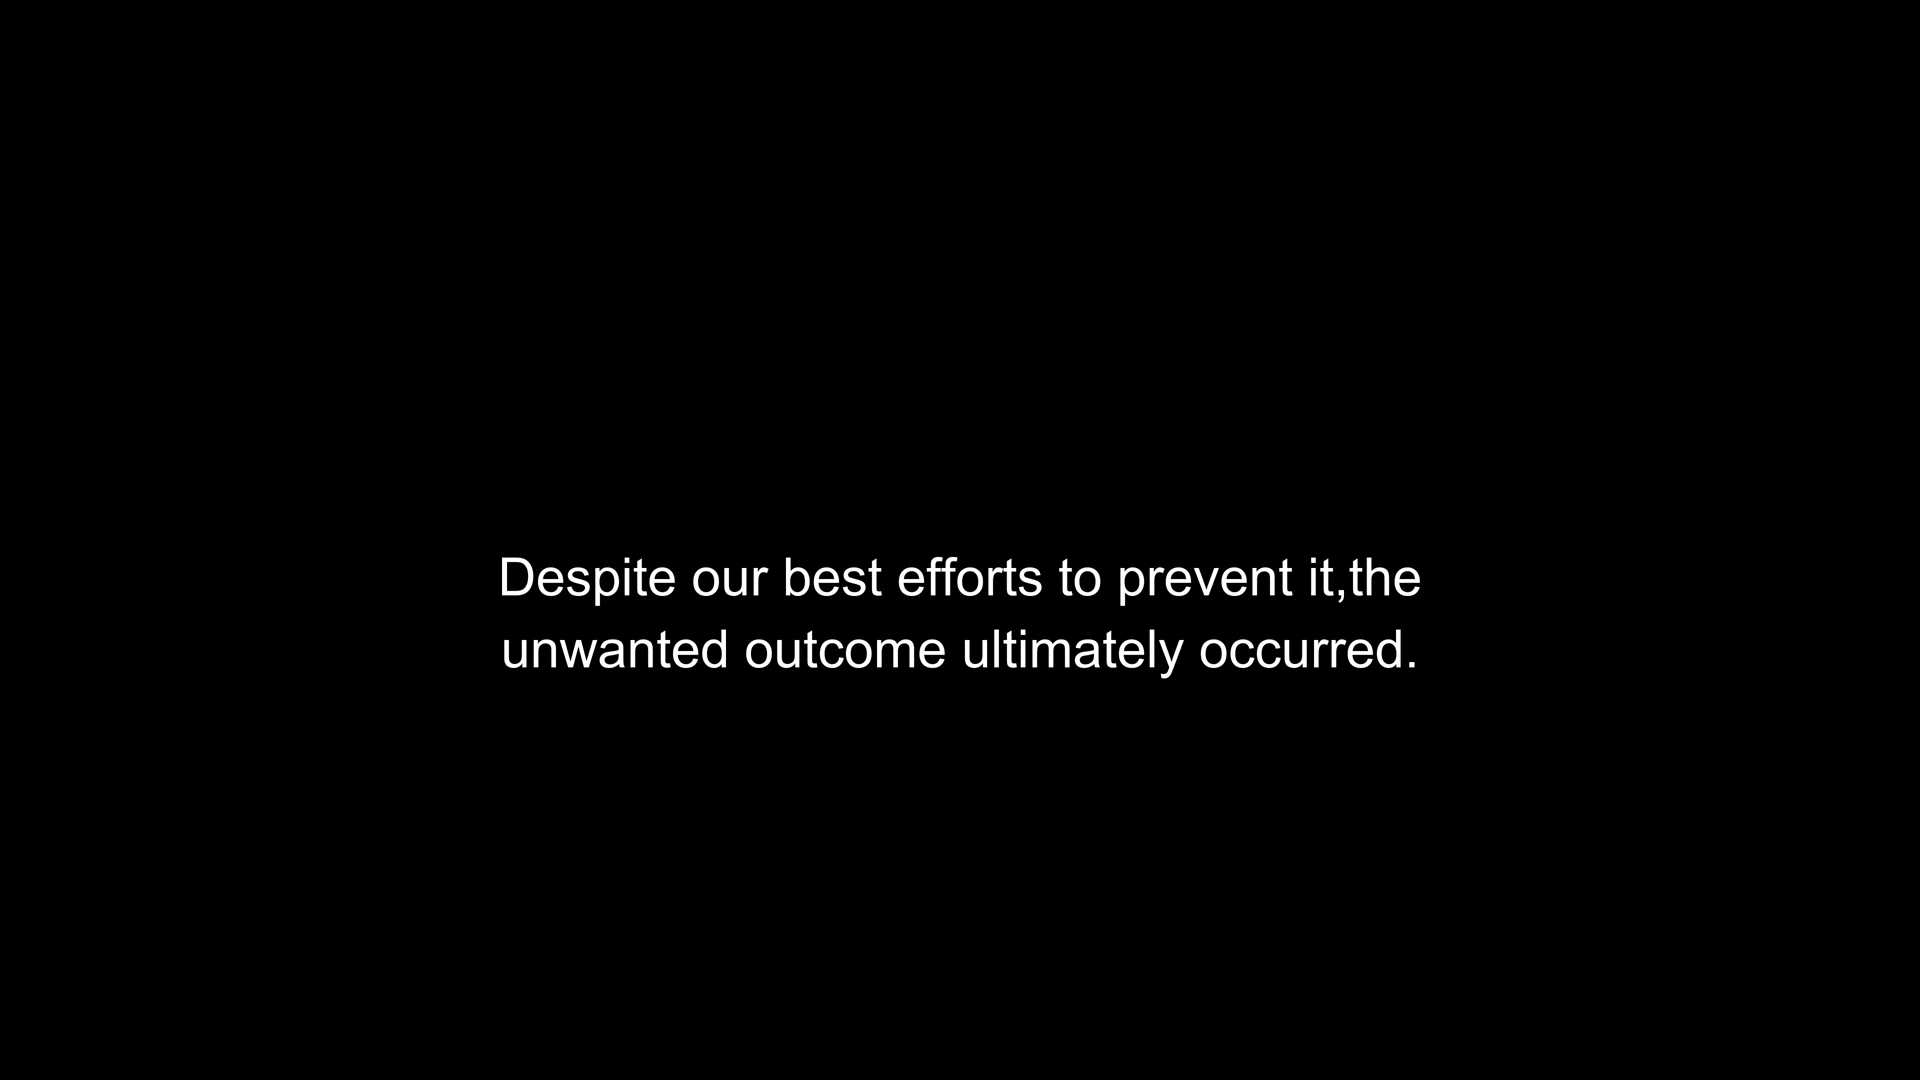 Despite our best efforts to prevent it,the
unwanted outcome ultimately occurred.